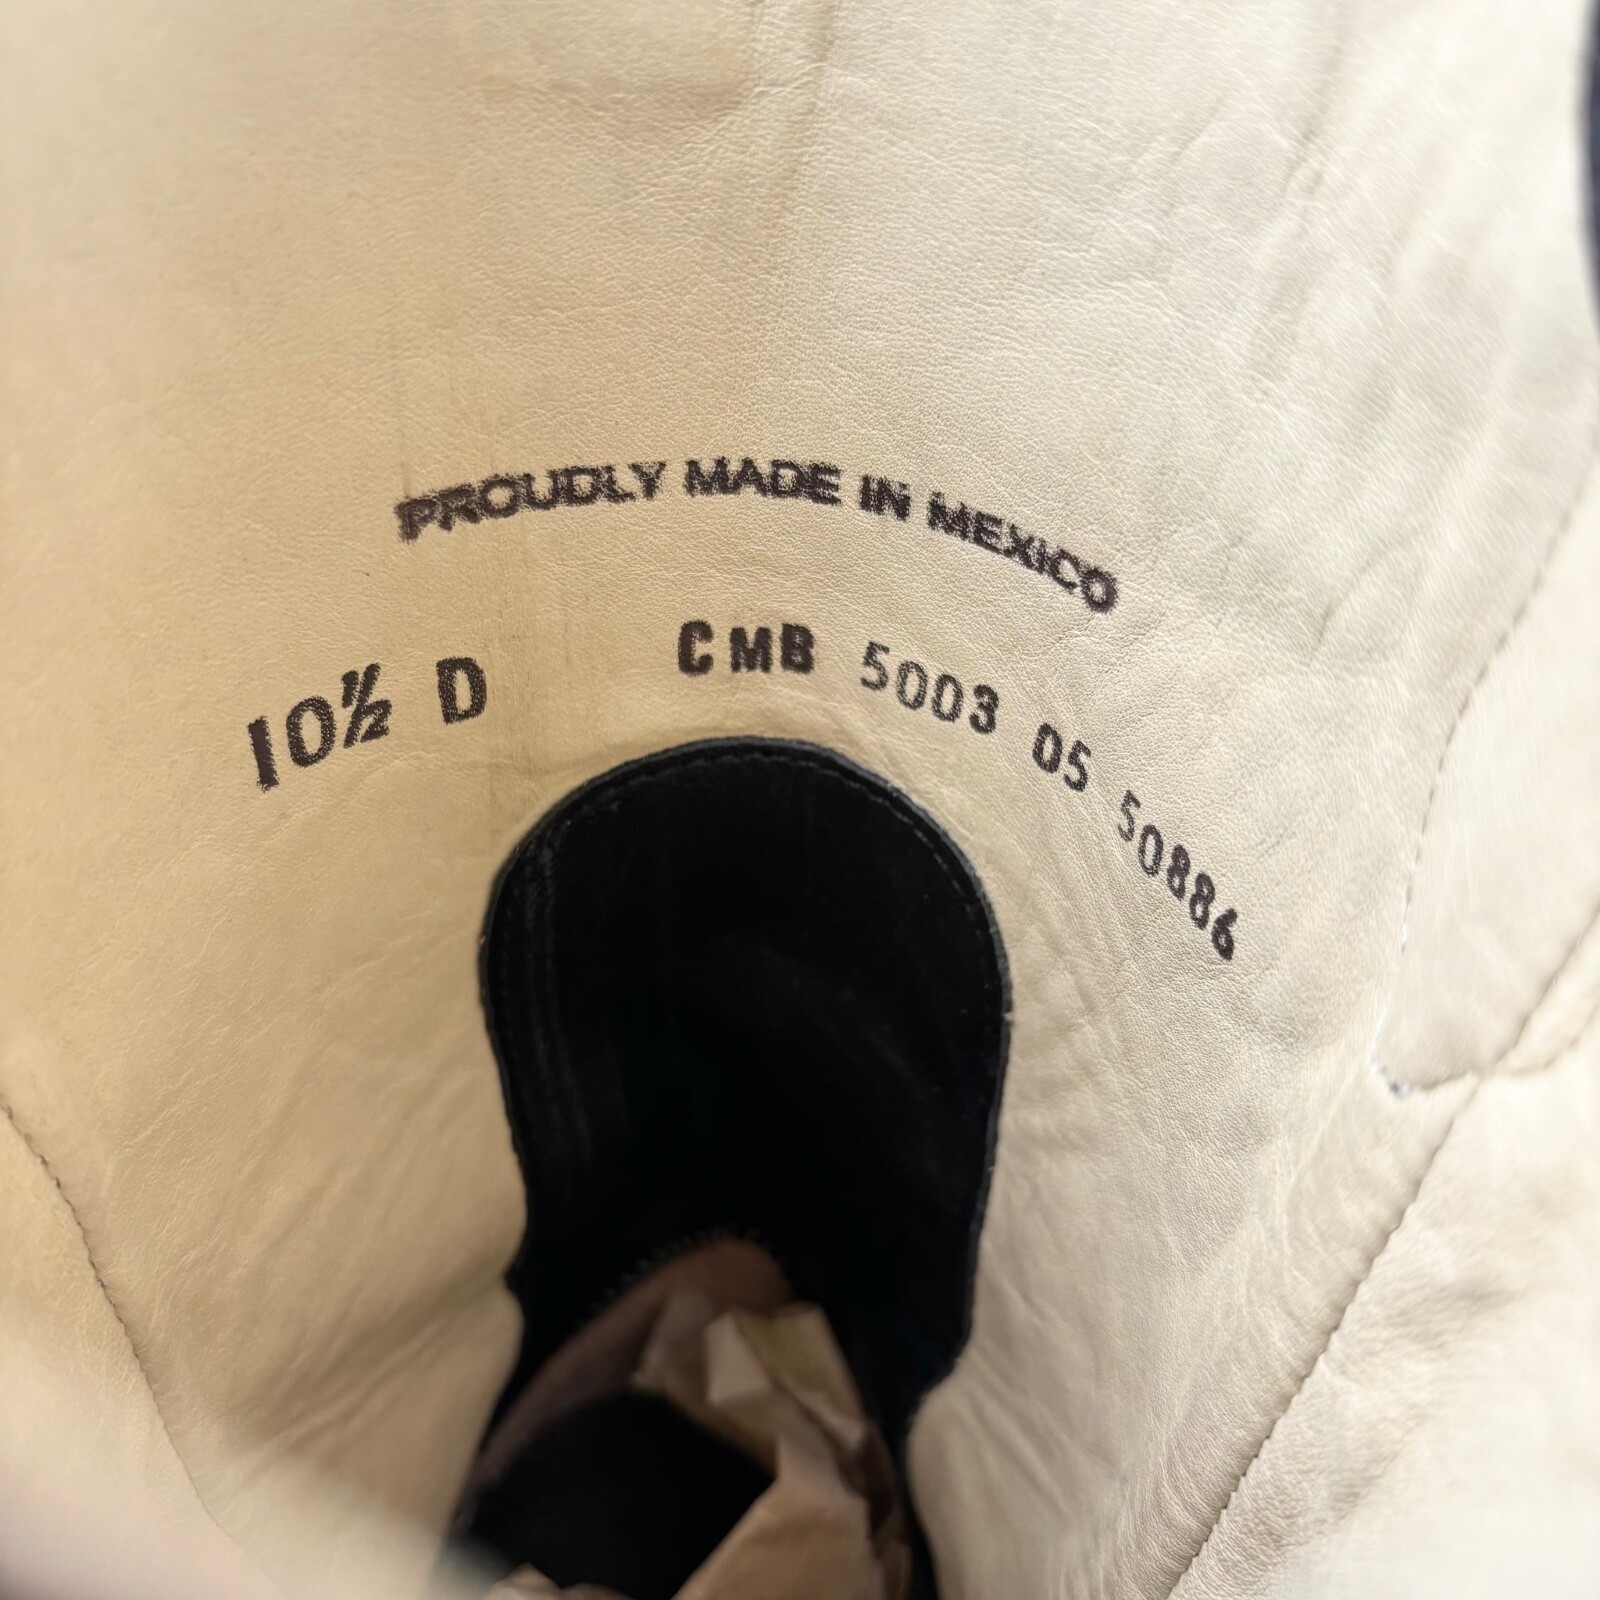 PROUDLY MADE IN MEXICO
10½ D CMB 5003 05 50886